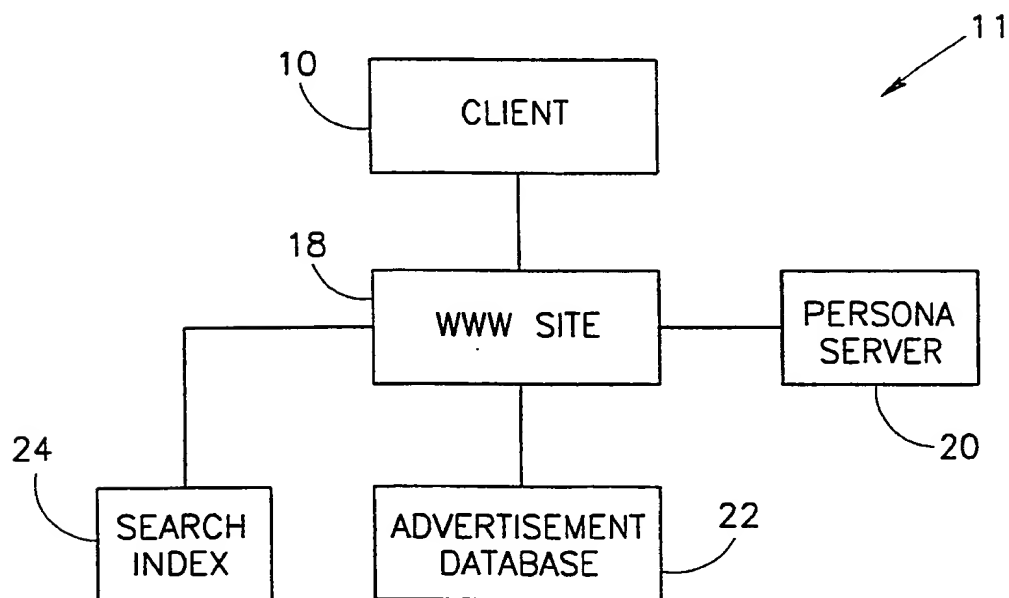 11
10
CLIENT
18
WWW SITE
PERSONA
SERVER
20
24
SEARCH
INDEX
ADVERTISEMENT
DATABASE
22